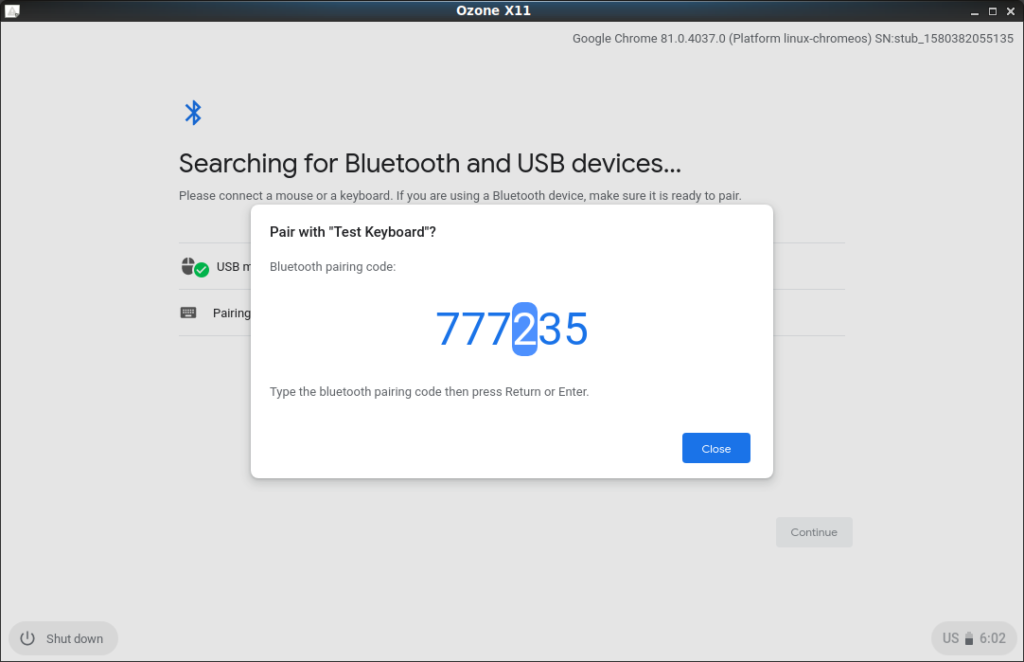 Ozone X11
Google Chrome 81.0.4037.0 (Platform linux-chromeos) SN:stub_1580382055135
Searching for Bluetooth and USB devices...
Please connect a mouse or a keyboard. If you are using a Bluetooth device, make sure it is ready to pair.
Pair with "Test Keyboard"?
Bluetooth pairing code:
USB m
777235
Pairing
Type the bluetooth pairing code then press Return or Enter.
Close
Continue
Shut down
US 6:02